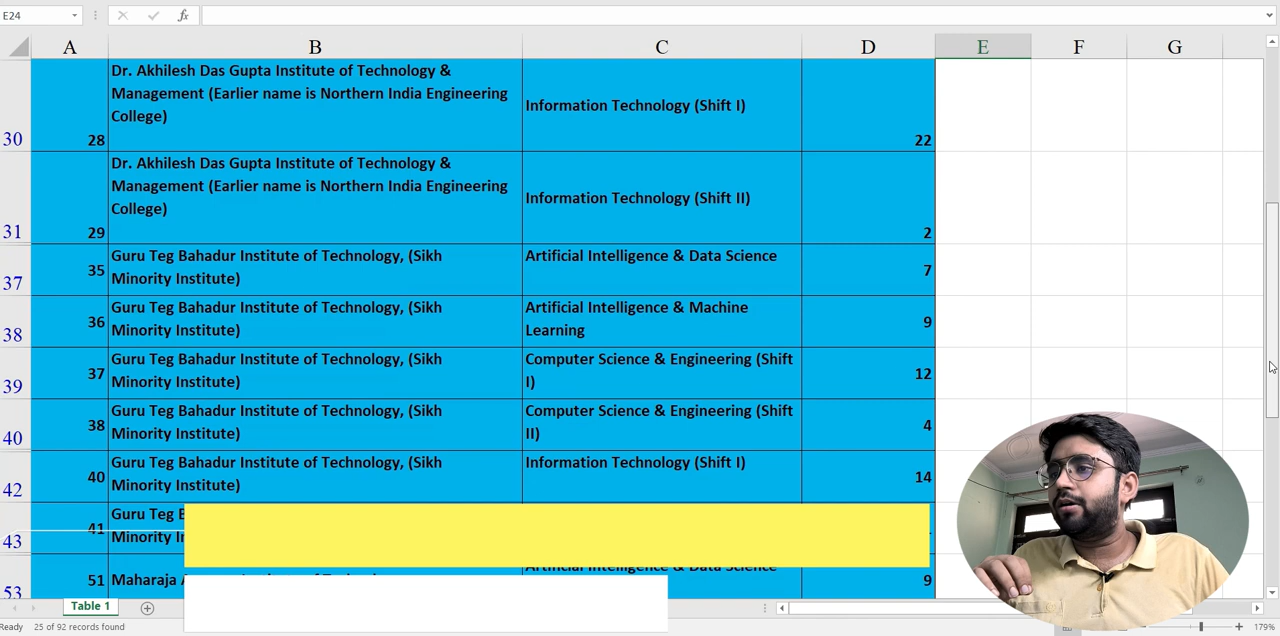 E24
fx
A B C D E F G
30 28 Dr. Akhilesh Das Gupta Institute of Technology &
Management (Earlier name is Northern India Engineering
College) Information Technology (Shift I) 22
31 29 Dr. Akhilesh Das Gupta Institute of Technology &
Management (Earlier name is Northern India Engineering
College) Information Technology (Shift II) 2
37 35 Guru Teg Bahadur Institute of Technology, (Sikh
Minority Institute) Artificial Intelligence & Data Science 7
38 36 Guru Teg Bahadur Institute of Technology, (Sikh
Minority Institute) Artificial Intelligence & Machine
Learning 9
39 37 Guru Teg Bahadur Institute of Technology, (Sikh
Minority Institute) Computer Science & Engineering (Shift
I) 12
40 38 Guru Teg Bahadur Institute of Technology, (Sikh
Minority Institute) Computer Science & Engineering (Shift
II) 4
42 40 Guru Teg Bahadur Institute of Technology, (Sikh
Minority Institute) Information Technology (Shift I) 14
43 41 Guru Teg
53 51 Maharaja Artificial Intelligence & Data Science 9
Table 1
Ready 25 of 92 records found 179%